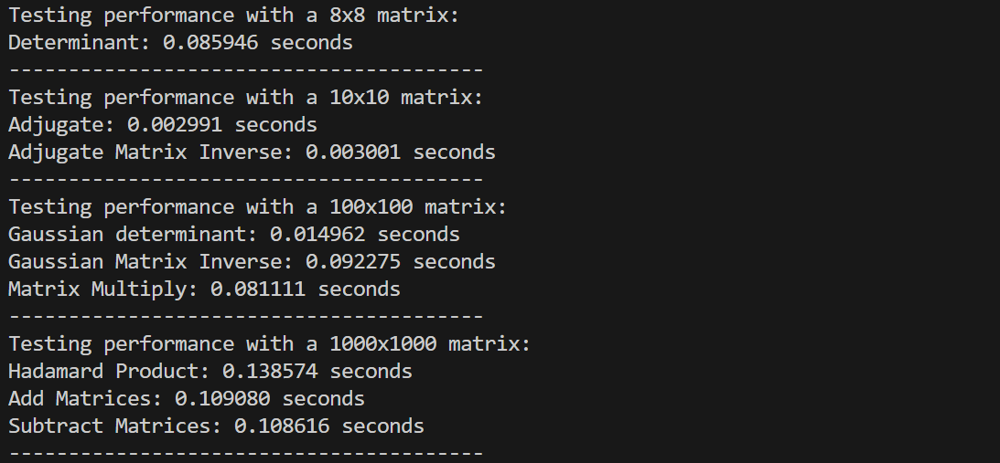 Testing performance with a 8x8 matrix:
Determinant: 0.085946 seconds
----------------------------------------
Testing performance with a 10x10 matrix:
Adjugate: 0.002991 seconds
Adjugate Matrix Inverse: 0.003001 seconds
----------------------------------------
Testing performance with a 100x100 matrix:
Gaussian determinant: 0.014962 seconds
Gaussian Matrix Inverse: 0.092275 seconds
Matrix Multiply: 0.081111 seconds
----------------------------------------
Testing performance with a 1000x1000 matrix:
Hadamard Product: 0.138574 seconds
Add Matrices: 0.109080 seconds
Subtract Matrices: 0.108616 seconds
----------------------------------------